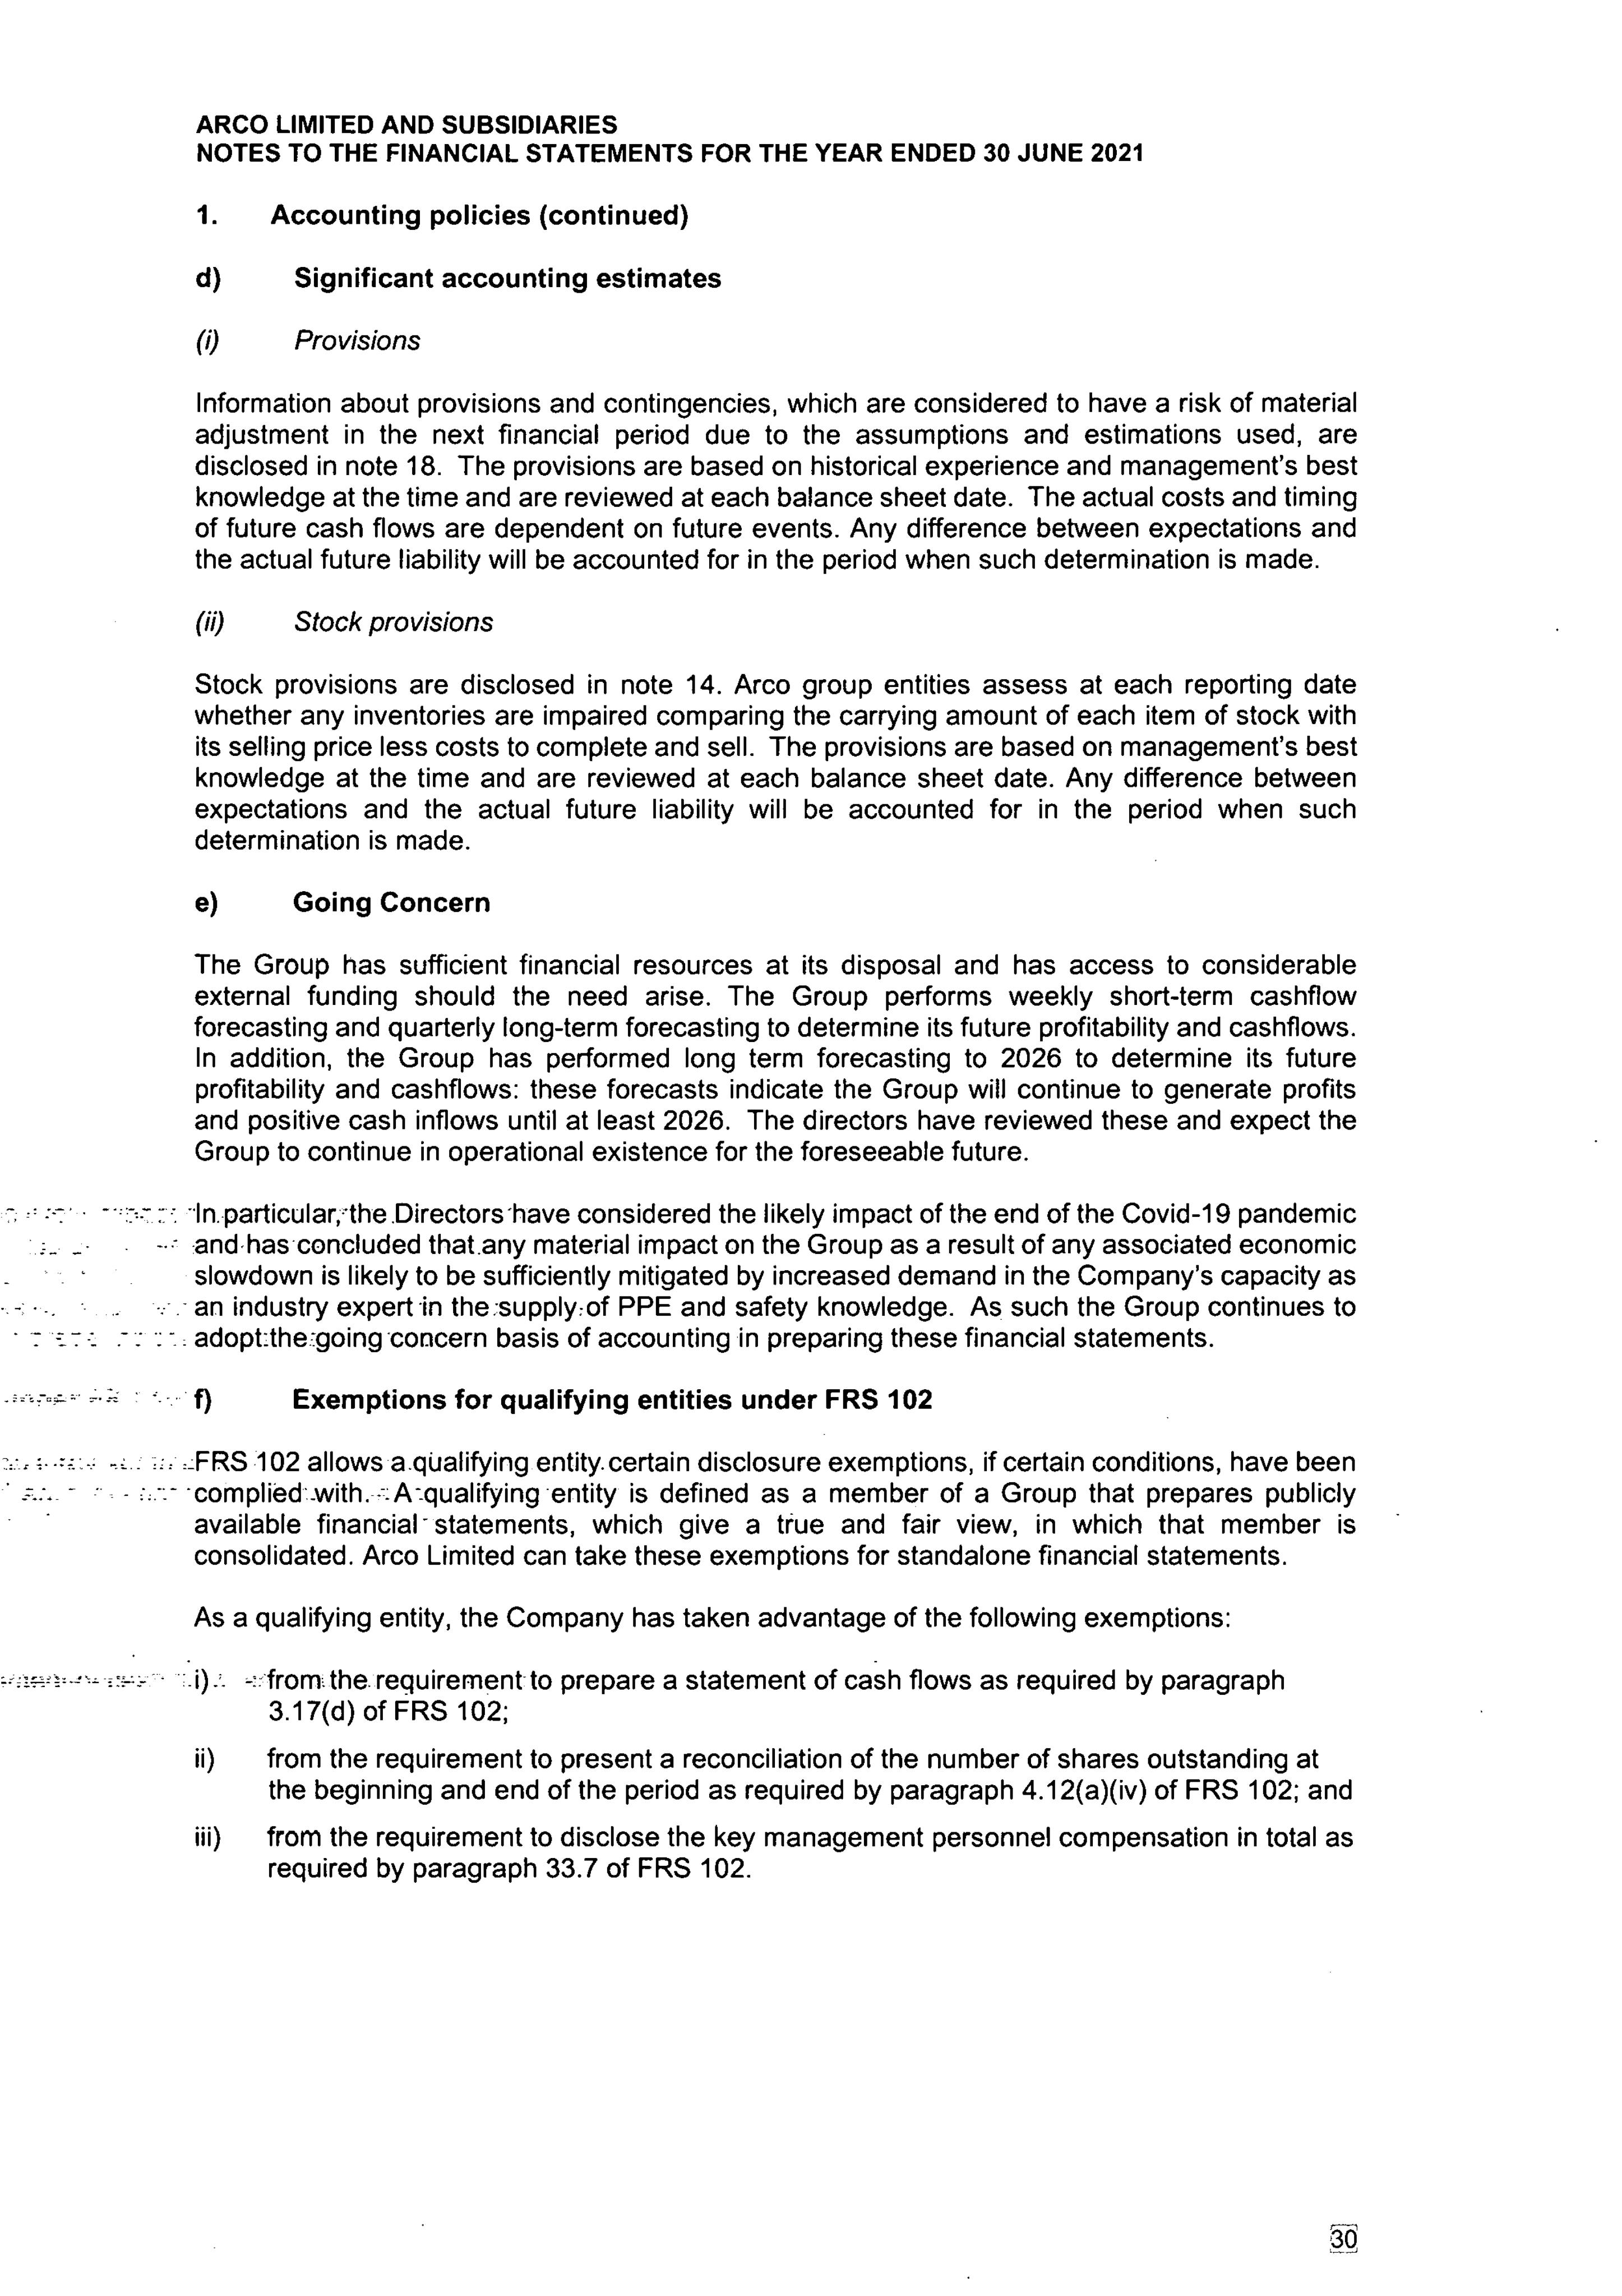 ARCO LIMITED AND SUBSIDIARIES
NOTES TO THE FINANCIAL STATEMENTS FOR THE YEAR ENDED 30 JUNE 2021
1. Accounting policies (continued)
d) Significant accounting estimates
(i) Provisions
Information about provisions and contingencies, which are considered to have a risk of material
adjustment in the next financial period due to the assumptions and estimations used, are
disclosed in note 18. The provisions are based on historical experience and management's best
knowledge at the time and are reviewed at each balance sheet date. The actual costs and timing
of future cash flows are dependent on future events. Any difference between expectations and
the actual future liability will be accounted for in the period when such determination is made.
(ii) Stock provisions
Stock provisions are disclosed in note 14. Arco group entities assess at each reporting date
whether any inventories are impaired comparing the carrying amount of each item of stock with
its selling price less costs to complete and sell. The provisions are based on management's best
knowledge at the time and are reviewed at each balance sheet date. Any difference between
expectations and the actual future liability will be accounted for in the period when such
determination is made.
e) Going Concern
The Group has sufficient financial resources at its disposal and has access to considerable
external funding should the need arise. The Group performs weekly short-term cashflow
forecasting and quarterly long-term forecasting to determine its future profitability and cashflows.
In addition, the Group has performed long term forecasting to 2026 to determine its future
profitability and cashflows: these forecasts indicate the Group will continue to generate profits
and positive cash inflows until at least 2026. The directors have reviewed these and expect the
Group to continue in operational existence for the foreseeable future.
In particular, the Directors have considered the likely impact of the end of the Covid-19 pandemic
and has concluded that any material impact on the Group as a result of any associated economic
slowdown is likely to be sufficiently mitigated by increased demand in the Company's capacity as
an industry expert in the supply of PPE and safety knowledge. As such the Group continues to
adopt the going concern basis of accounting in preparing these financial statements.
f) Exemptions for qualifying entities under FRS 102
FRS 102 allows a qualifying entity certain disclosure exemptions, if certain conditions, have been
complied with. A qualifying entity is defined as a member of a Group that prepares publicly
available financial statements, which give a true and fair view, in which that member is
consolidated. Arco Limited can take these exemptions for standalone financial statements.
As a qualifying entity, the Company has taken advantage of the following exemptions:
i) from the requirement to prepare a statement of cash flows as required by paragraph
3.17(d) of FRS 102;
ii) from the requirement to present a reconciliation of the number of shares outstanding at
the beginning and end of the period as required by paragraph 4.12(a)(iv) of FRS 102; and
iii) from the requirement to disclose the key management personnel compensation in total as
required by paragraph 33.7 of FRS 102.
30